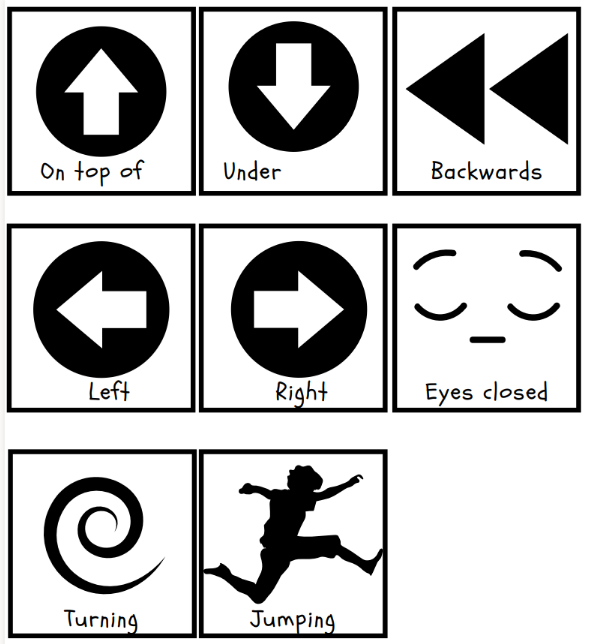 On top of
Under
Backwards
Left
Right
Eyes closed
Turning
Jumping